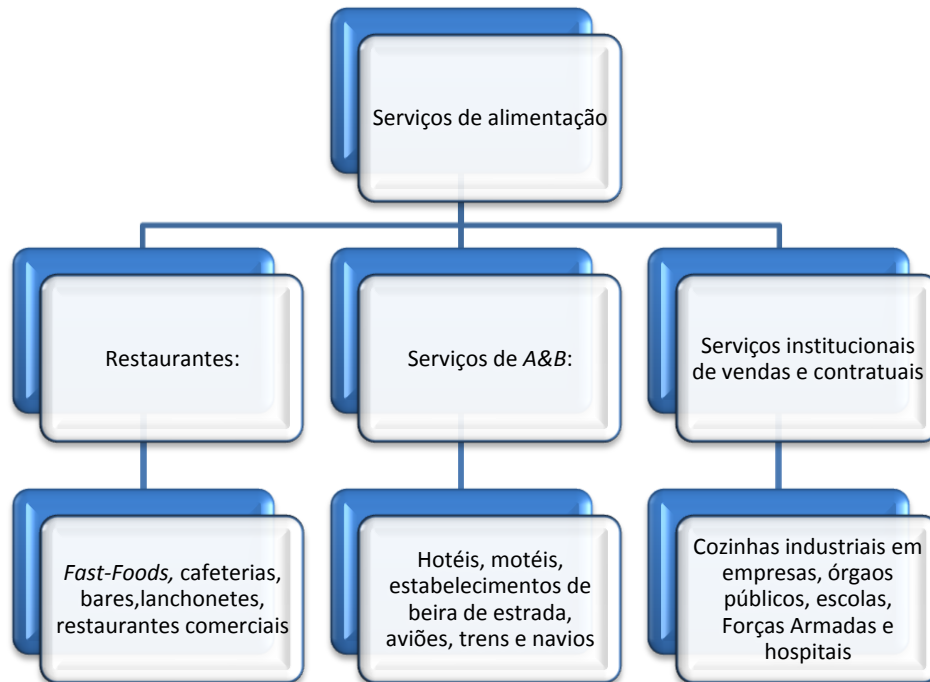 Serviços de alimentação
Restaurantes:
Serviços de A&B:
Serviços institucionais
de vendas e contratuais
Fast-Foods, cafeterias,
bares,lanchonetes,
restaurantes comerciais
Hotéis, motéis,
estabelecimentos de
beira de estrada,
aviões, trens e navios
Cozinhas industriais em
empresas, órgaos
públicos, escolas,
Forças Armadas e
hospitais